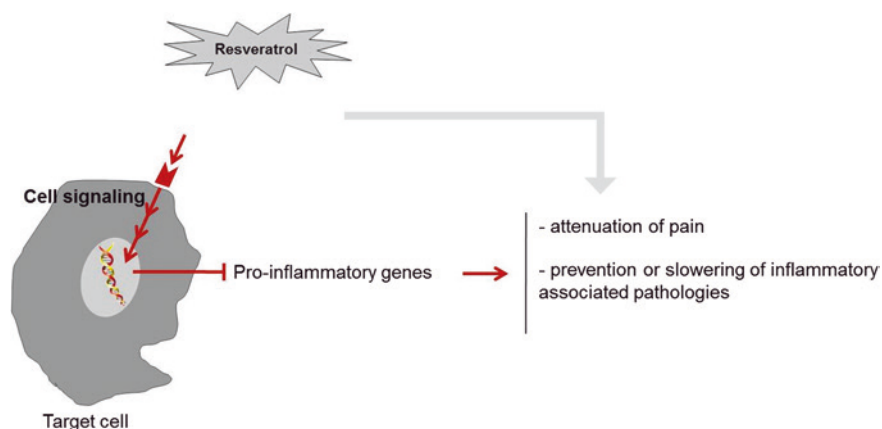 Resveratrol
Cell signaling
Pro-inflammatory genes
- attenuation of pain
- prevention or slowering of inflammatory
associated pathologies
Target cell